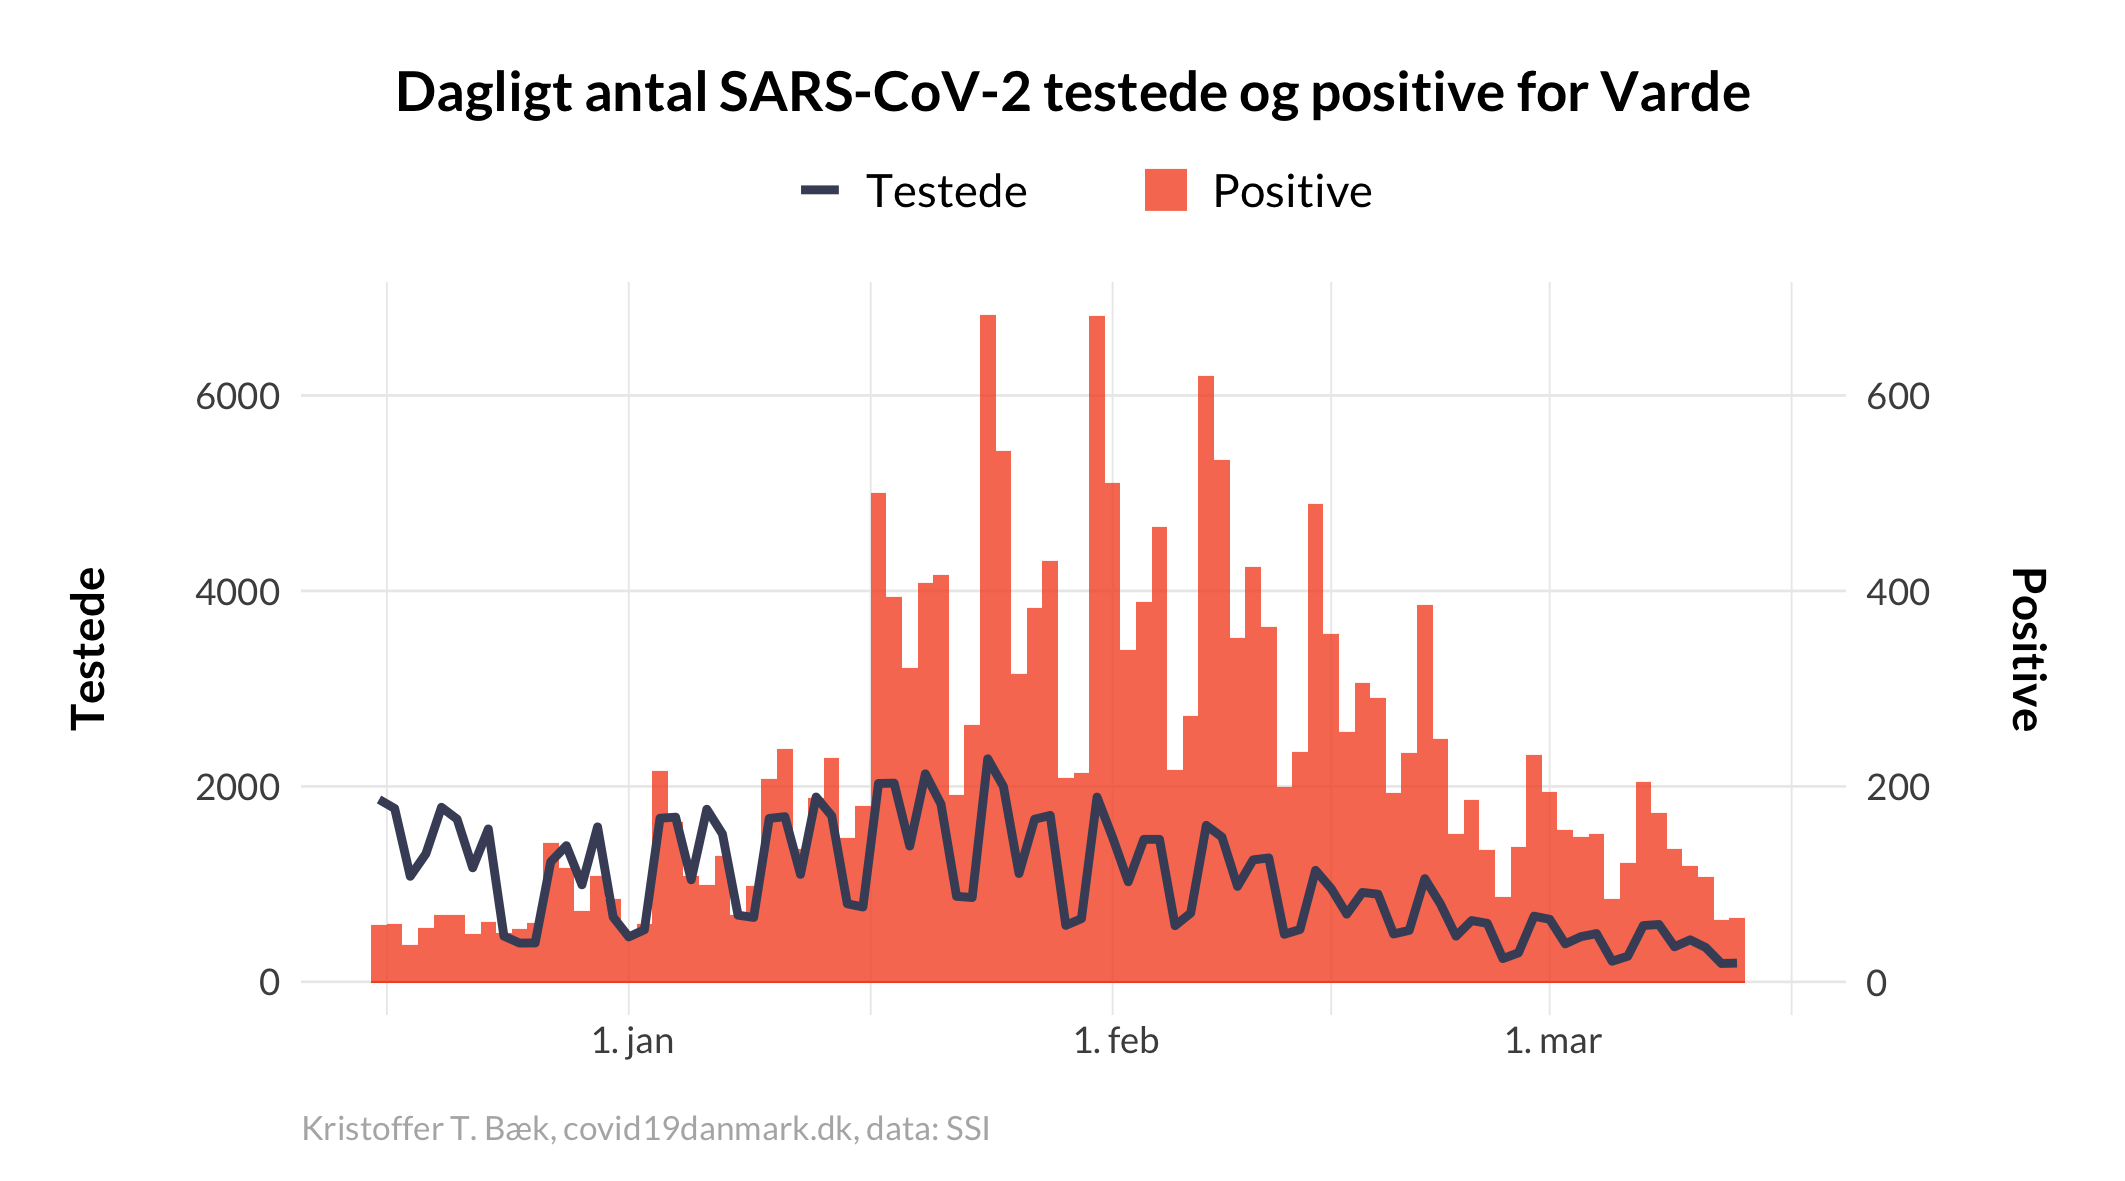 Dagligt antal SARS-CoV-2 testede og positive for Varde
Testede
Positive
6000
4000
2000
0
600
400
200
0
Testede
Positive
1. jan
1. feb
1. mar
Kristoffer T. Bæk, covid19danmark.dk, data: SSI